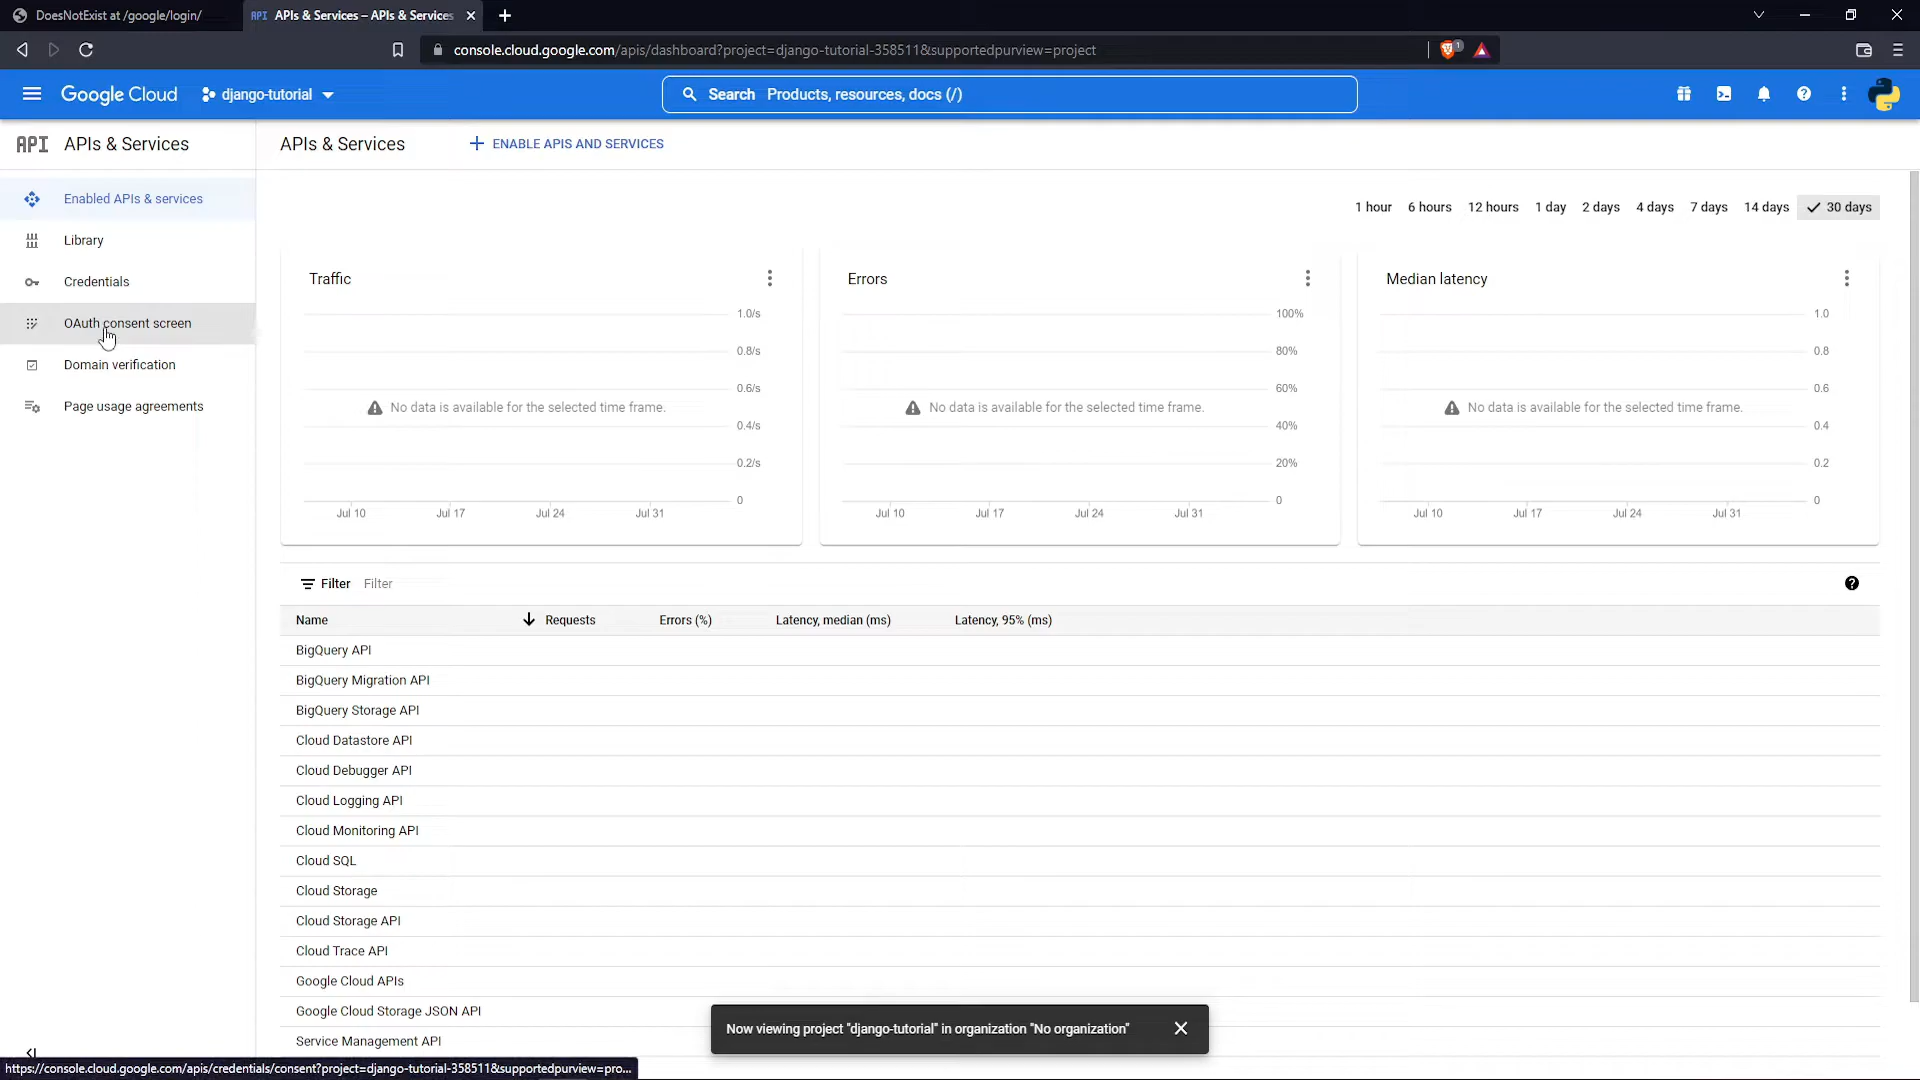 DoesNotExist at /google/login/
API APIs & Services – APIs & Services
console.cloud.google.com/apis/dashboard?project=django-tutorial-358511&supportedpurview=project
1
Google Cloud
django-tutorial
Search Products, resources, docs (/)
API APIs & Services
APIs & Services
ENABLE APIS AND SERVICES
Enabled APIs & services
Library
Credentials
OAuth consent screen
Domain verification
Page usage agreements
1 hour 6 hours 12 hours 1 day 2 days 4 days 7 days 14 days 30 days
Traffic
1.0/s
0.8/s
0.6/s
No data is available for the selected time frame.
0.4/s
0.2/s
0
Jul 10 Jul 17 Jul 24 Jul 31
Errors
100%
80%
60%
No data is available for the selected time frame.
40%
20%
0
Jul 10 Jul 17 Jul 24 Jul 31
Median latency
1.0
0.8
0.6
No data is available for the selected time frame.
0.4
0.2
0
Jul 10 Jul 17 Jul 24 Jul 31
Filter Filter
Name Requests Errors (%) Latency, median (ms) Latency, 95% (ms)
BigQuery API
BigQuery Migration API
BigQuery Storage API
Cloud Datastore API
Cloud Debugger API
Cloud Logging API
Cloud Monitoring API
Cloud SQL
Cloud Storage
Cloud Storage API
Cloud Trace API
Google Cloud APIs
Google Cloud Storage JSON API
Service Management API
Now viewing project "django-tutorial" in organization "No organization"
https://console.cloud.google.com/apis/credentials/consent?project=django-tutorial-358511&supportedpurview=pro...